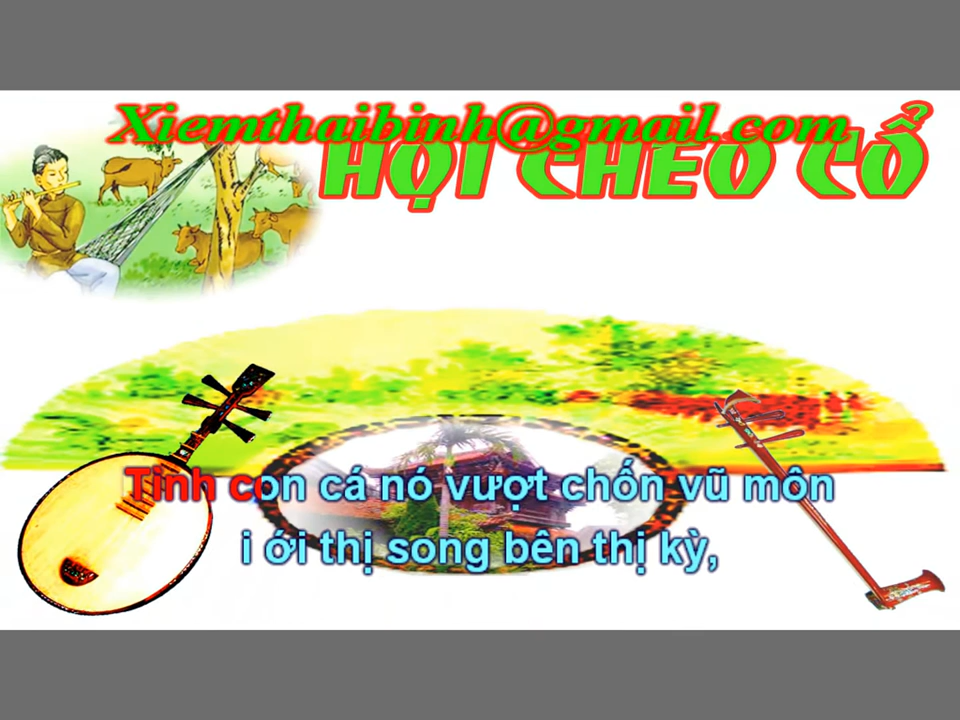 Xiemthaibinh@gmail.com
HỘI CHÈO CỔ
Tình con cá nó vượt chốn vũ môn
i ới thị song bên thị kỳ,